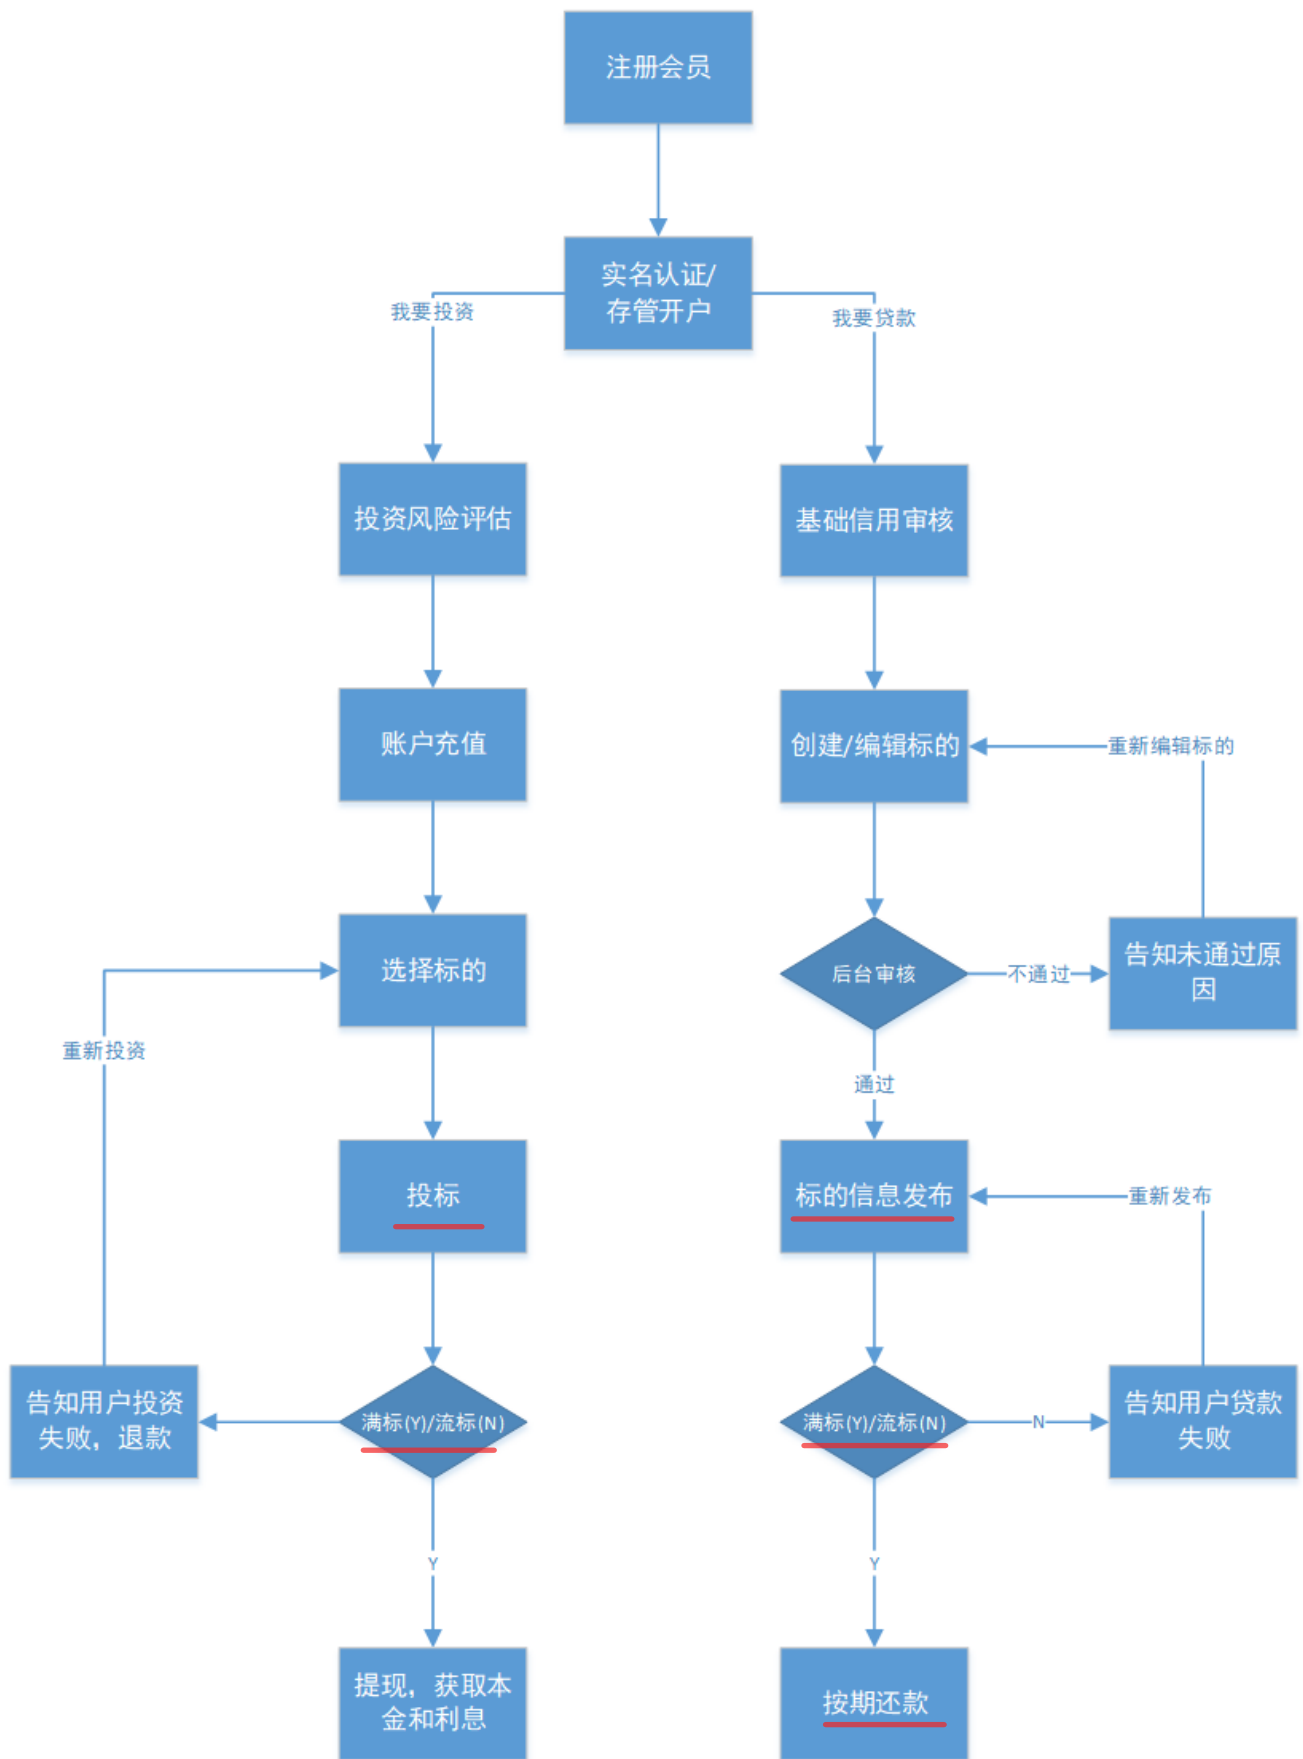 注册会员
实名认证/
存管开户
我要投资
我要贷款
投资风险评估
基础信用审核
账户充值
创建/编辑标的
重新编辑标的
选择标的
后台审核
不通过
告知未通过原
因
重新投资
通过
投标
标的信息发布
重新发布
告知用户投资
失败，退款
满标(Y)/流标(N)
满标(Y)/流标(N)
N
告知用户贷款
失败
Y
Y
提现，获取本
金和利息
按期还款